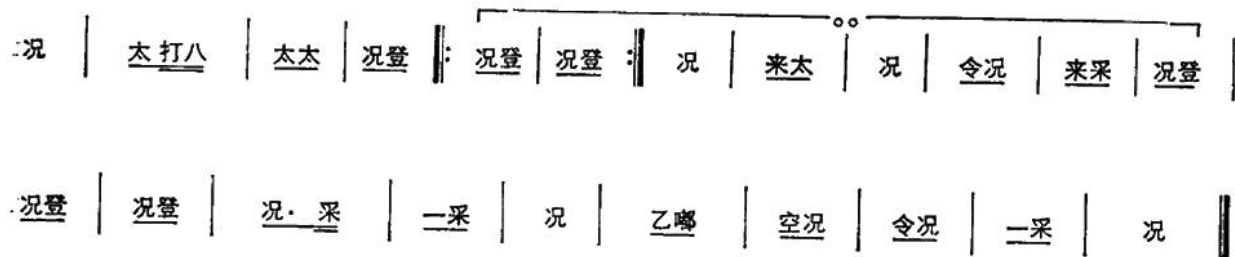 况 | 太 打八 | 太太 | 况登 ‖: 况登 | 况登 :‖ 况 | 来太 | 况 | 令况 | 来采 | 况登 |
况登 | 况登 | 况· 采 | 一采 | 况 | 乙嘟 | 空况 | 令况 | 一采 | 况 ‖